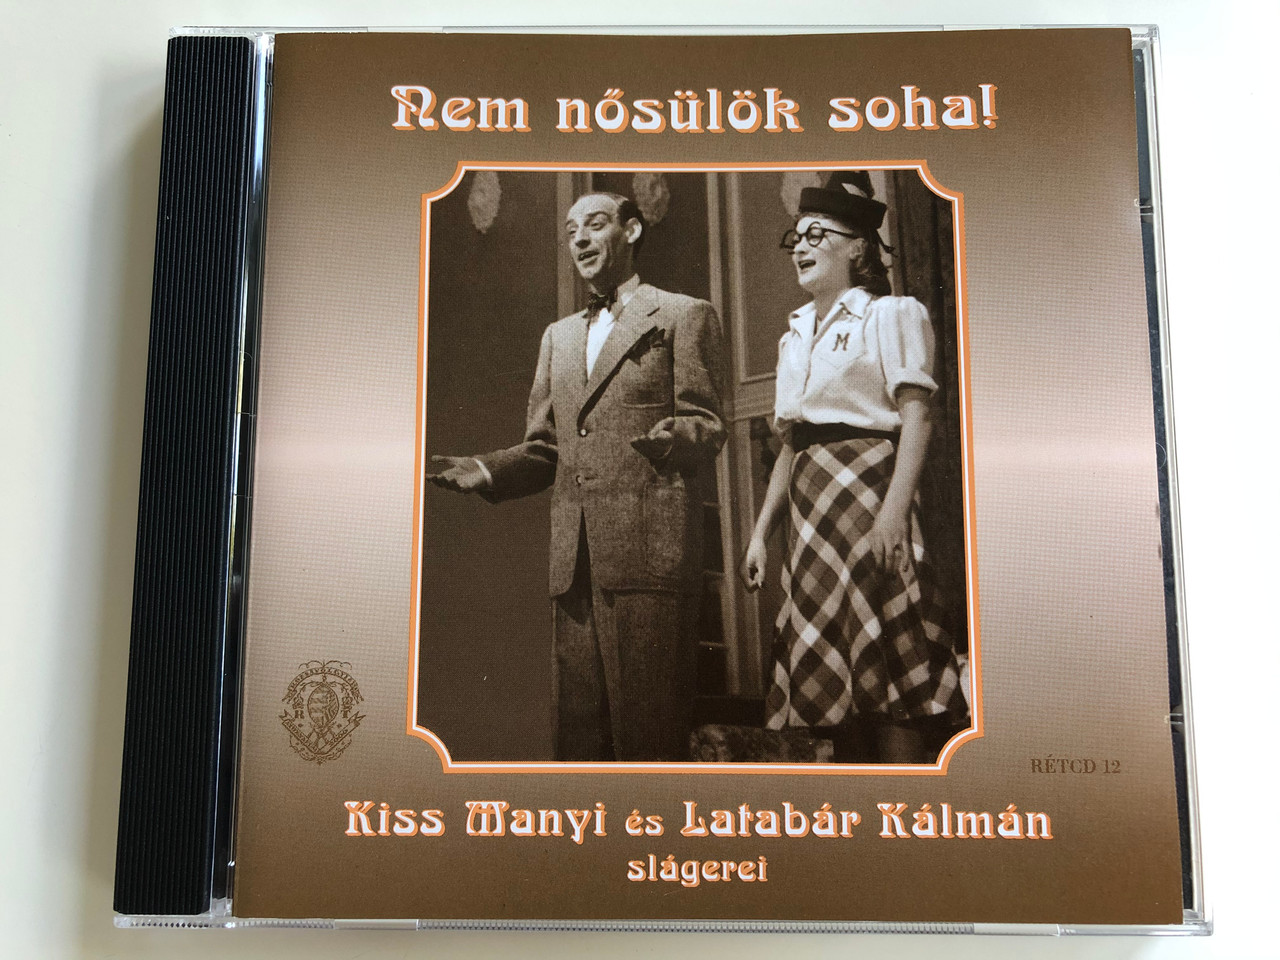 Nem nősülök soha!
M
R T
RÉTCD 12
Kiss Manyi és Latabár Kálmán
slágerei